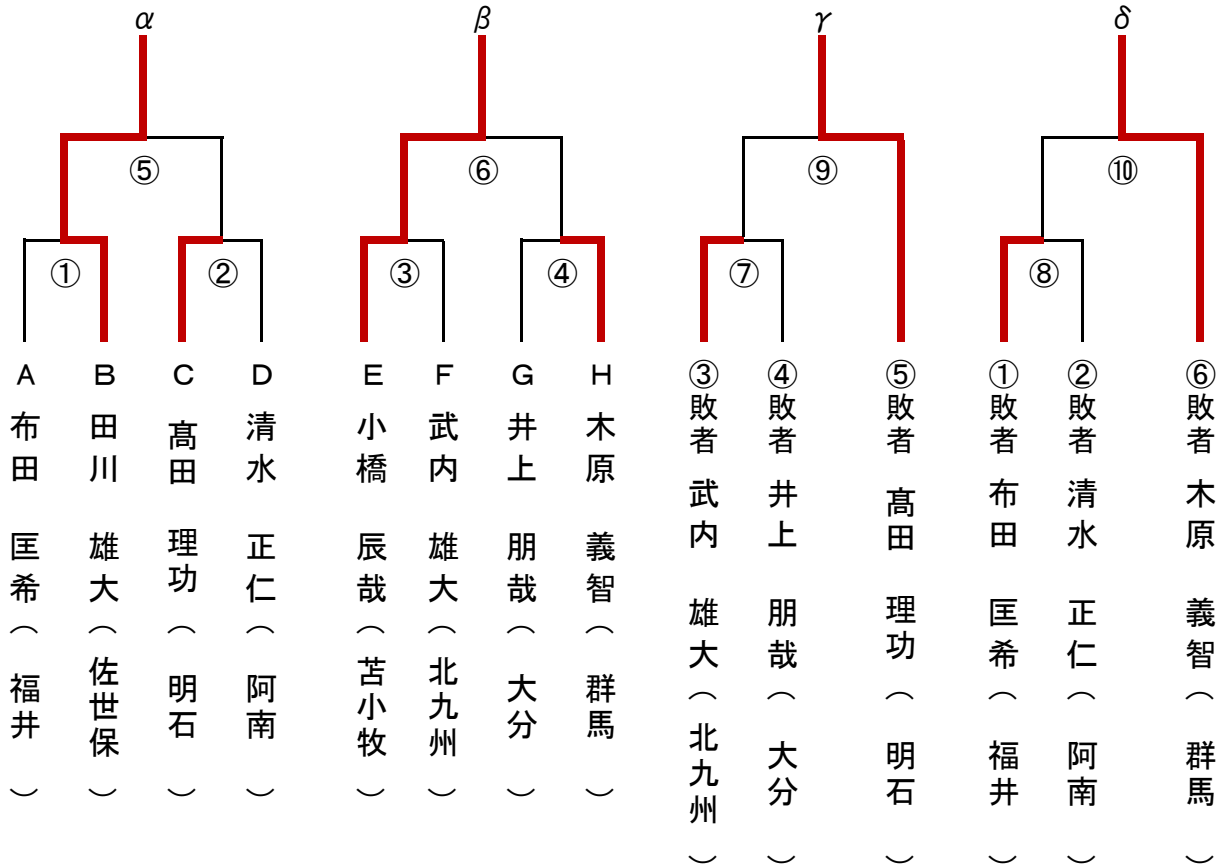 α
β
γ
δ
⑤
⑥
⑨
⑩
①
②
③
④
⑦
⑧
A 布田 匡希(福井)
B 田川 雄大(佐世保)
C 髙田 理功(明石)
D 清水 正仁(阿南)
E 小橋 辰哉(苫小牧)
F 武内 雄大(北九州)
G 井上 朋哉(大分)
H 木原 義智(群馬)
③敗者 武内 雄大(北九州)
④敗者 井上 朋哉(大分)
⑤敗者 髙田 理功(明石)
①敗者 布田 匡希(福井)
②敗者 清水 正仁(阿南)
⑥敗者 木原 義智(群馬)